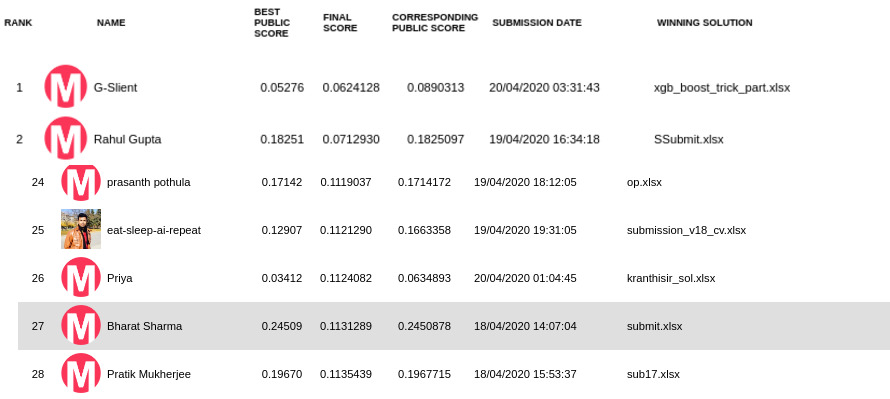 RANK NAME BEST PUBLIC SCORE FINAL SCORE CORRESPONDING PUBLIC SCORE SUBMISSION DATE WINNING SOLUTION
1 M G-Slient 0.05276 0.0624128 0.0890313 20/04/2020 03:31:43 xgb_boost_trick_part.xlsx
2 M Rahul Gupta 0.18251 0.0712930 0.1825097 19/04/2020 16:34:18 SSubmit.xlsx
24 M prasanth pothula 0.17142 0.1119037 0.1714172 19/04/2020 18:12:05 op.xlsx
25 eat-sleep-ai-repeat 0.12907 0.1121290 0.1663358 19/04/2020 19:31:05 submission_v18_cv.xlsx
26 M Priya 0.03412 0.1124082 0.0634893 20/04/2020 01:04:45 kranthisir_sol.xlsx
27 M Bharat Sharma 0.24509 0.1131289 0.2450878 18/04/2020 14:07:04 submit.xlsx
28 M Pratik Mukherjee 0.19670 0.1135439 0.1967715 18/04/2020 15:53:37 sub17.xlsx